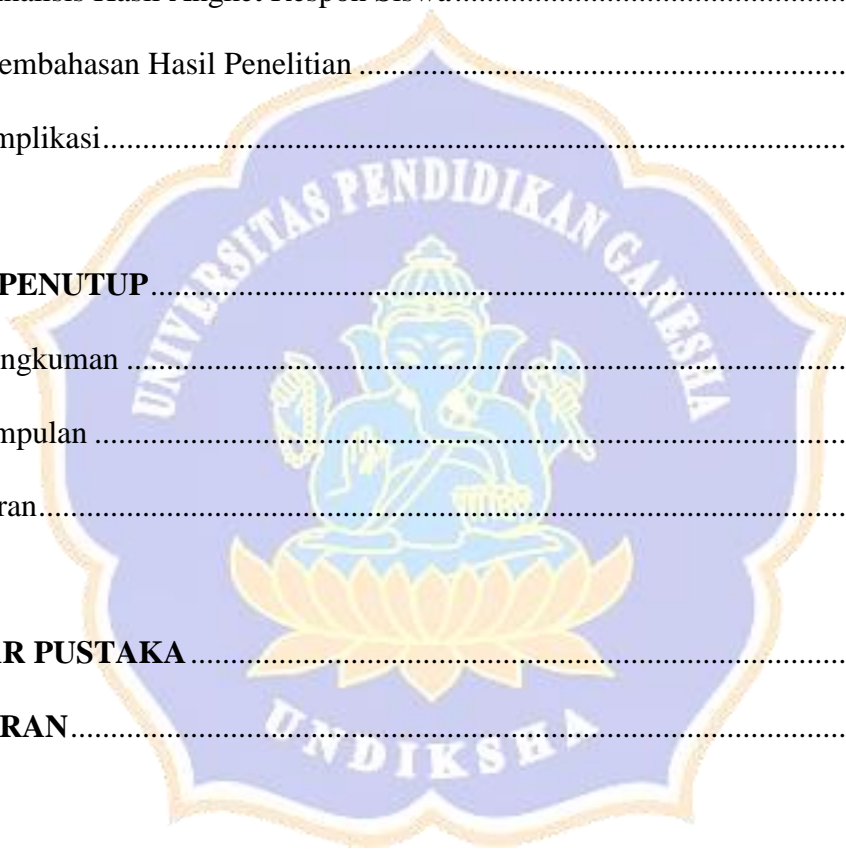 nalisis Hasil Angket Respon Siswa..............................................
embahasan Hasil Penelitian ..............................................................
mplikasi................................................................................................
UNIVERSITAS PENDIDIKAN GANESHA
PENUTUP.........................................................................................
ngkuman .............................................................................................
mpulan .................................................................................................
ran.........................................................................................................
AR PUSTAKA ....................................................................................
RAN....................................................................................................
UNDIKSHA